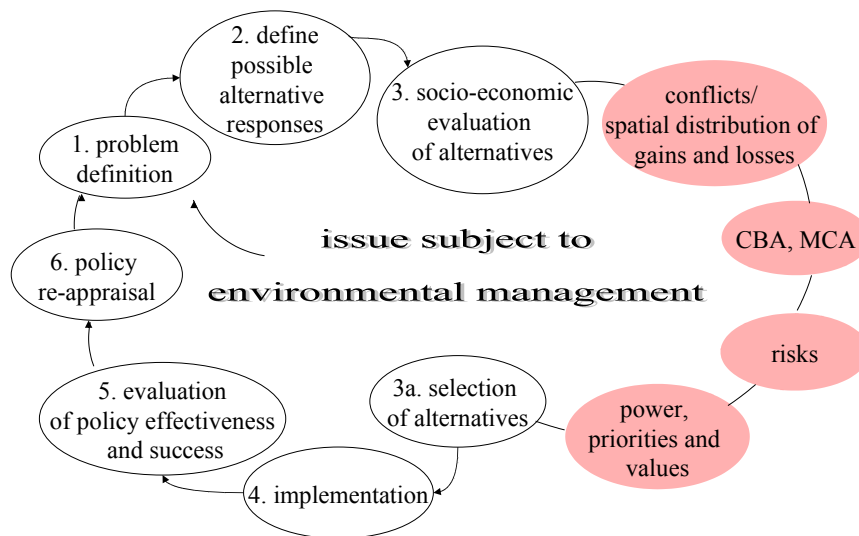 2. define
possible
alternative
responses
3. socio-economic
evaluation
of alternatives
conflicts/
spatial distribution of
gains and losses
1. problem
definition
issue subject to
environmental management
CBA, MCA
6. policy
re-appraisal
risks
3a. selection
of alternatives
power,
priorities and
values
5. evaluation
of policy effectiveness
and success
4. implementation